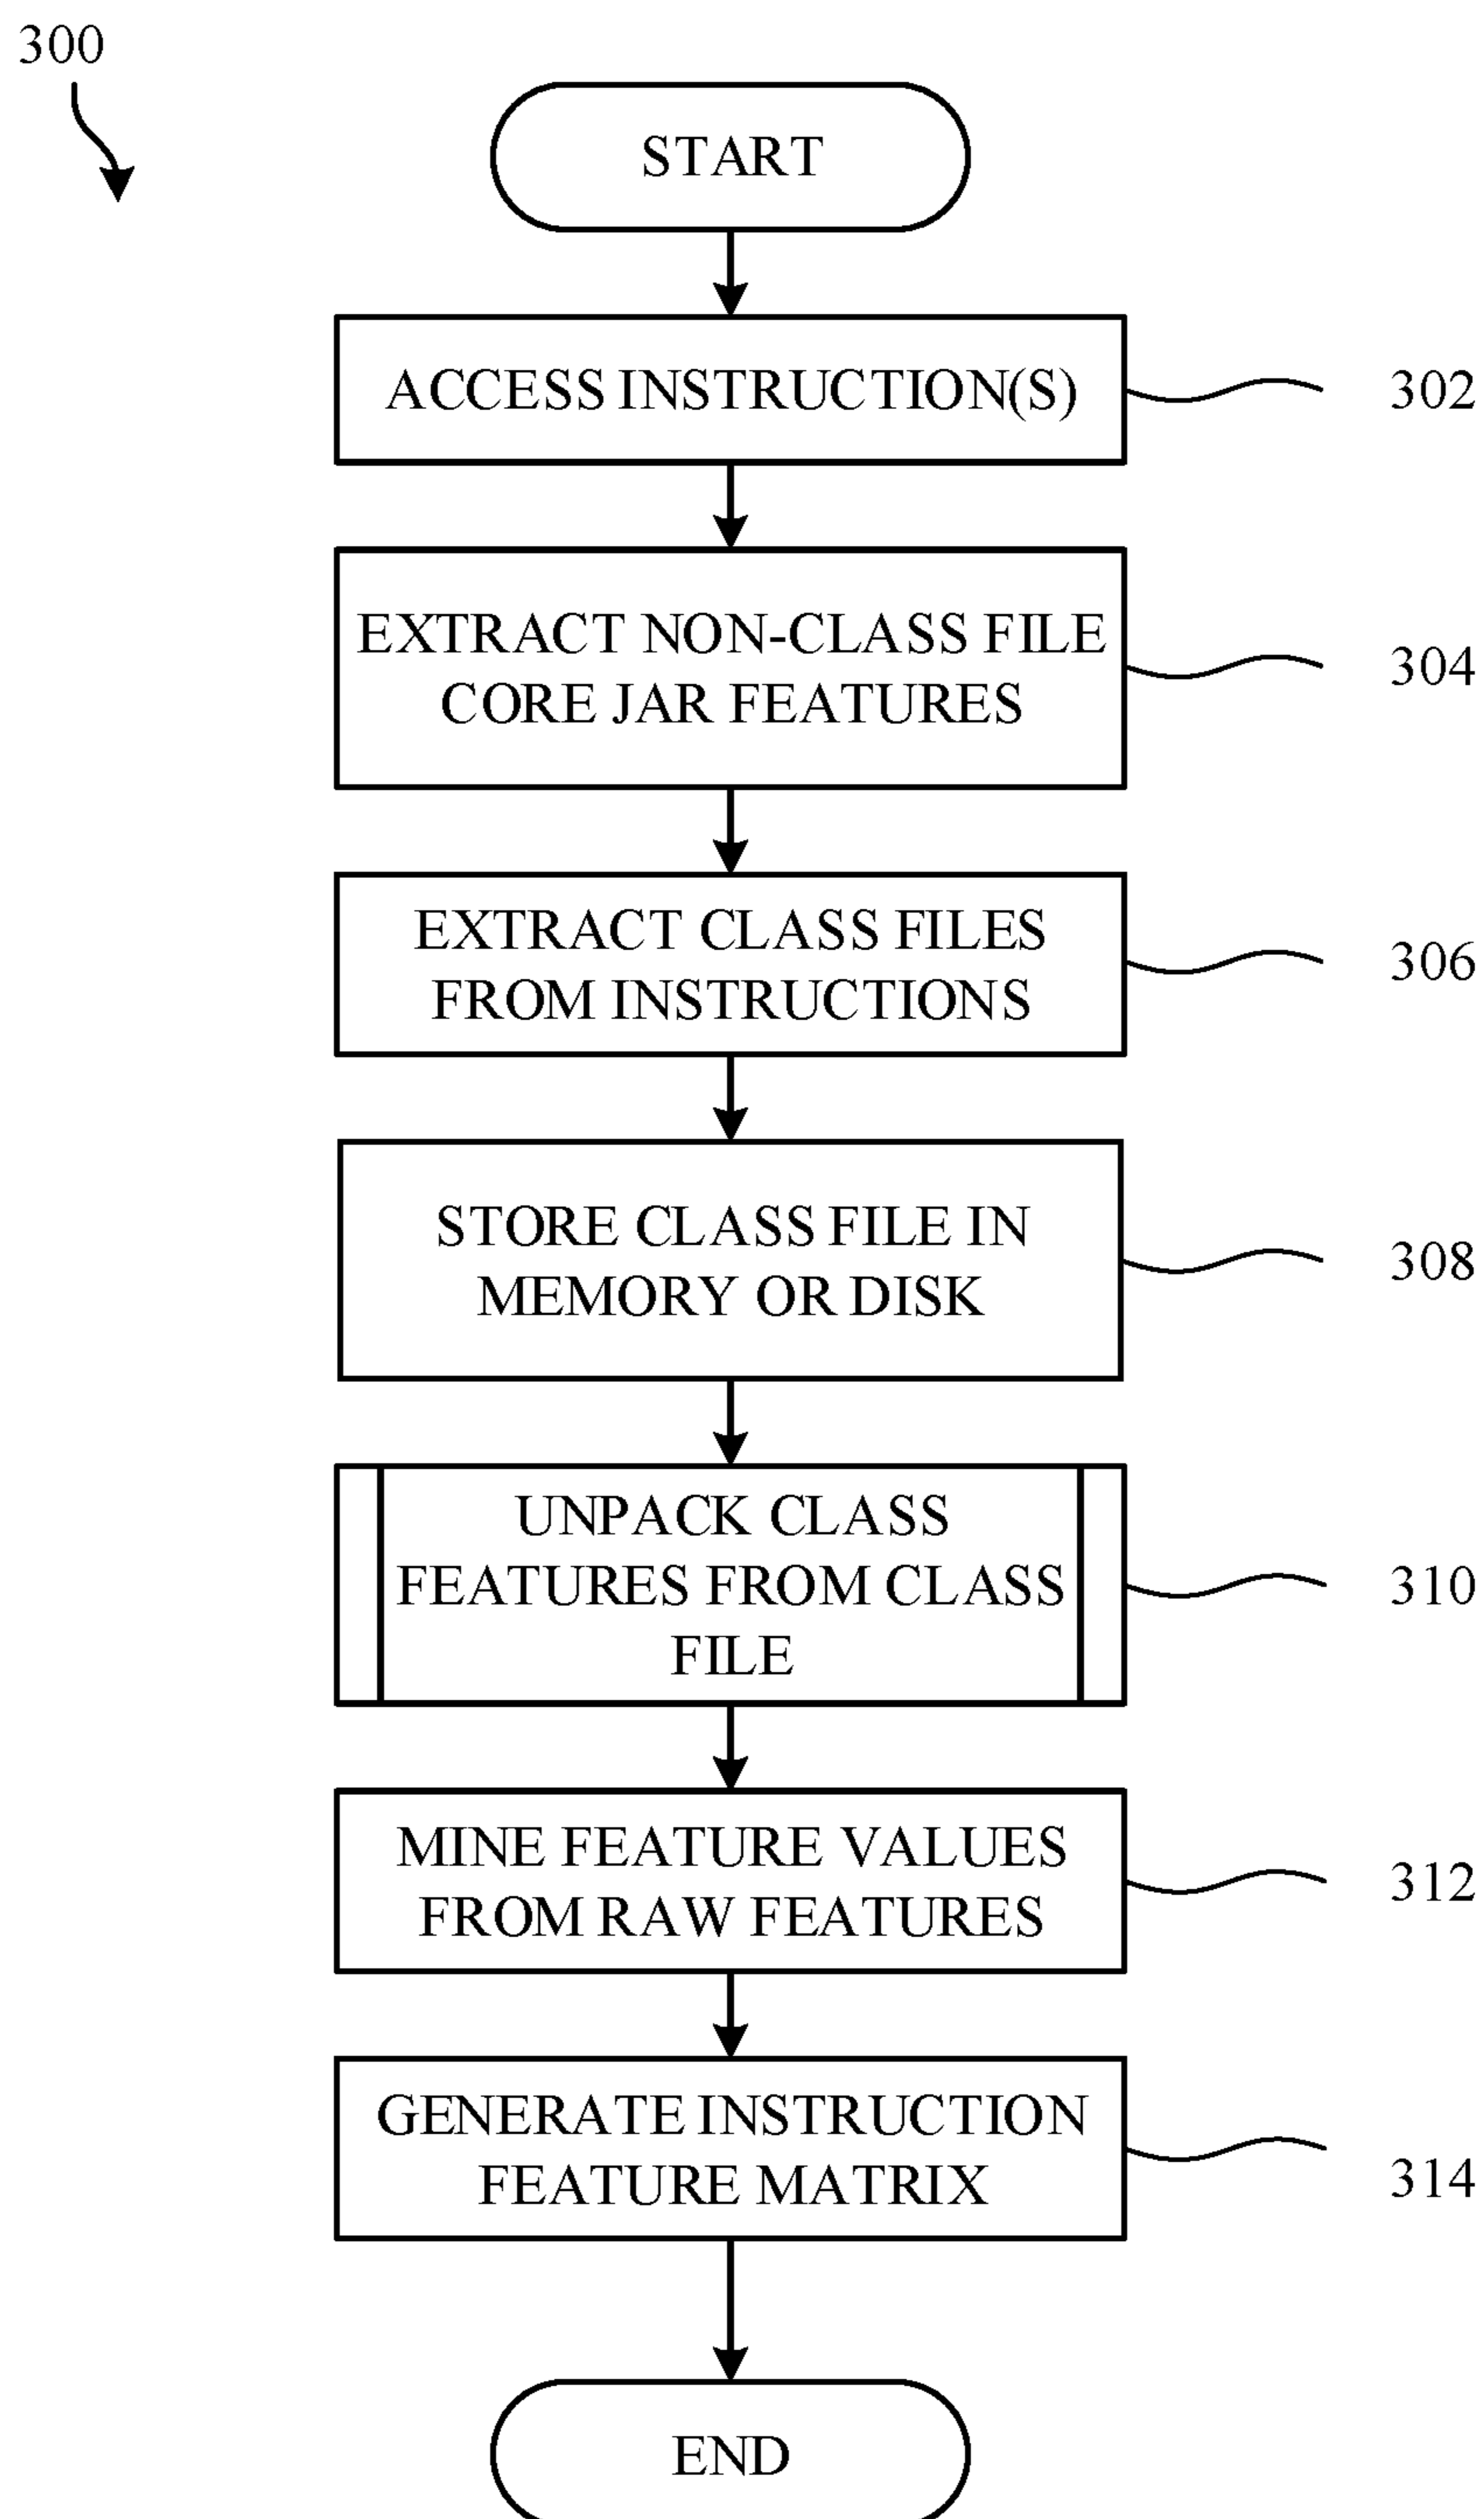 300
START
ACCESS INSTRUCTION(S)
302
EXTRACT NON-CLASS FILE
CORE JAR FEATURES
304
EXTRACT CLASS FILES
FROM INSTRUCTIONS
306
STORE CLASS FILE IN
MEMORY OR DISK
308
UNPACK CLASS
FEATURES FROM CLASS
FILE
310
MINE FEATURE VALUES
FROM RAW FEATURES
312
GENERATE INSTRUCTION
FEATURE MATRIX
314
END